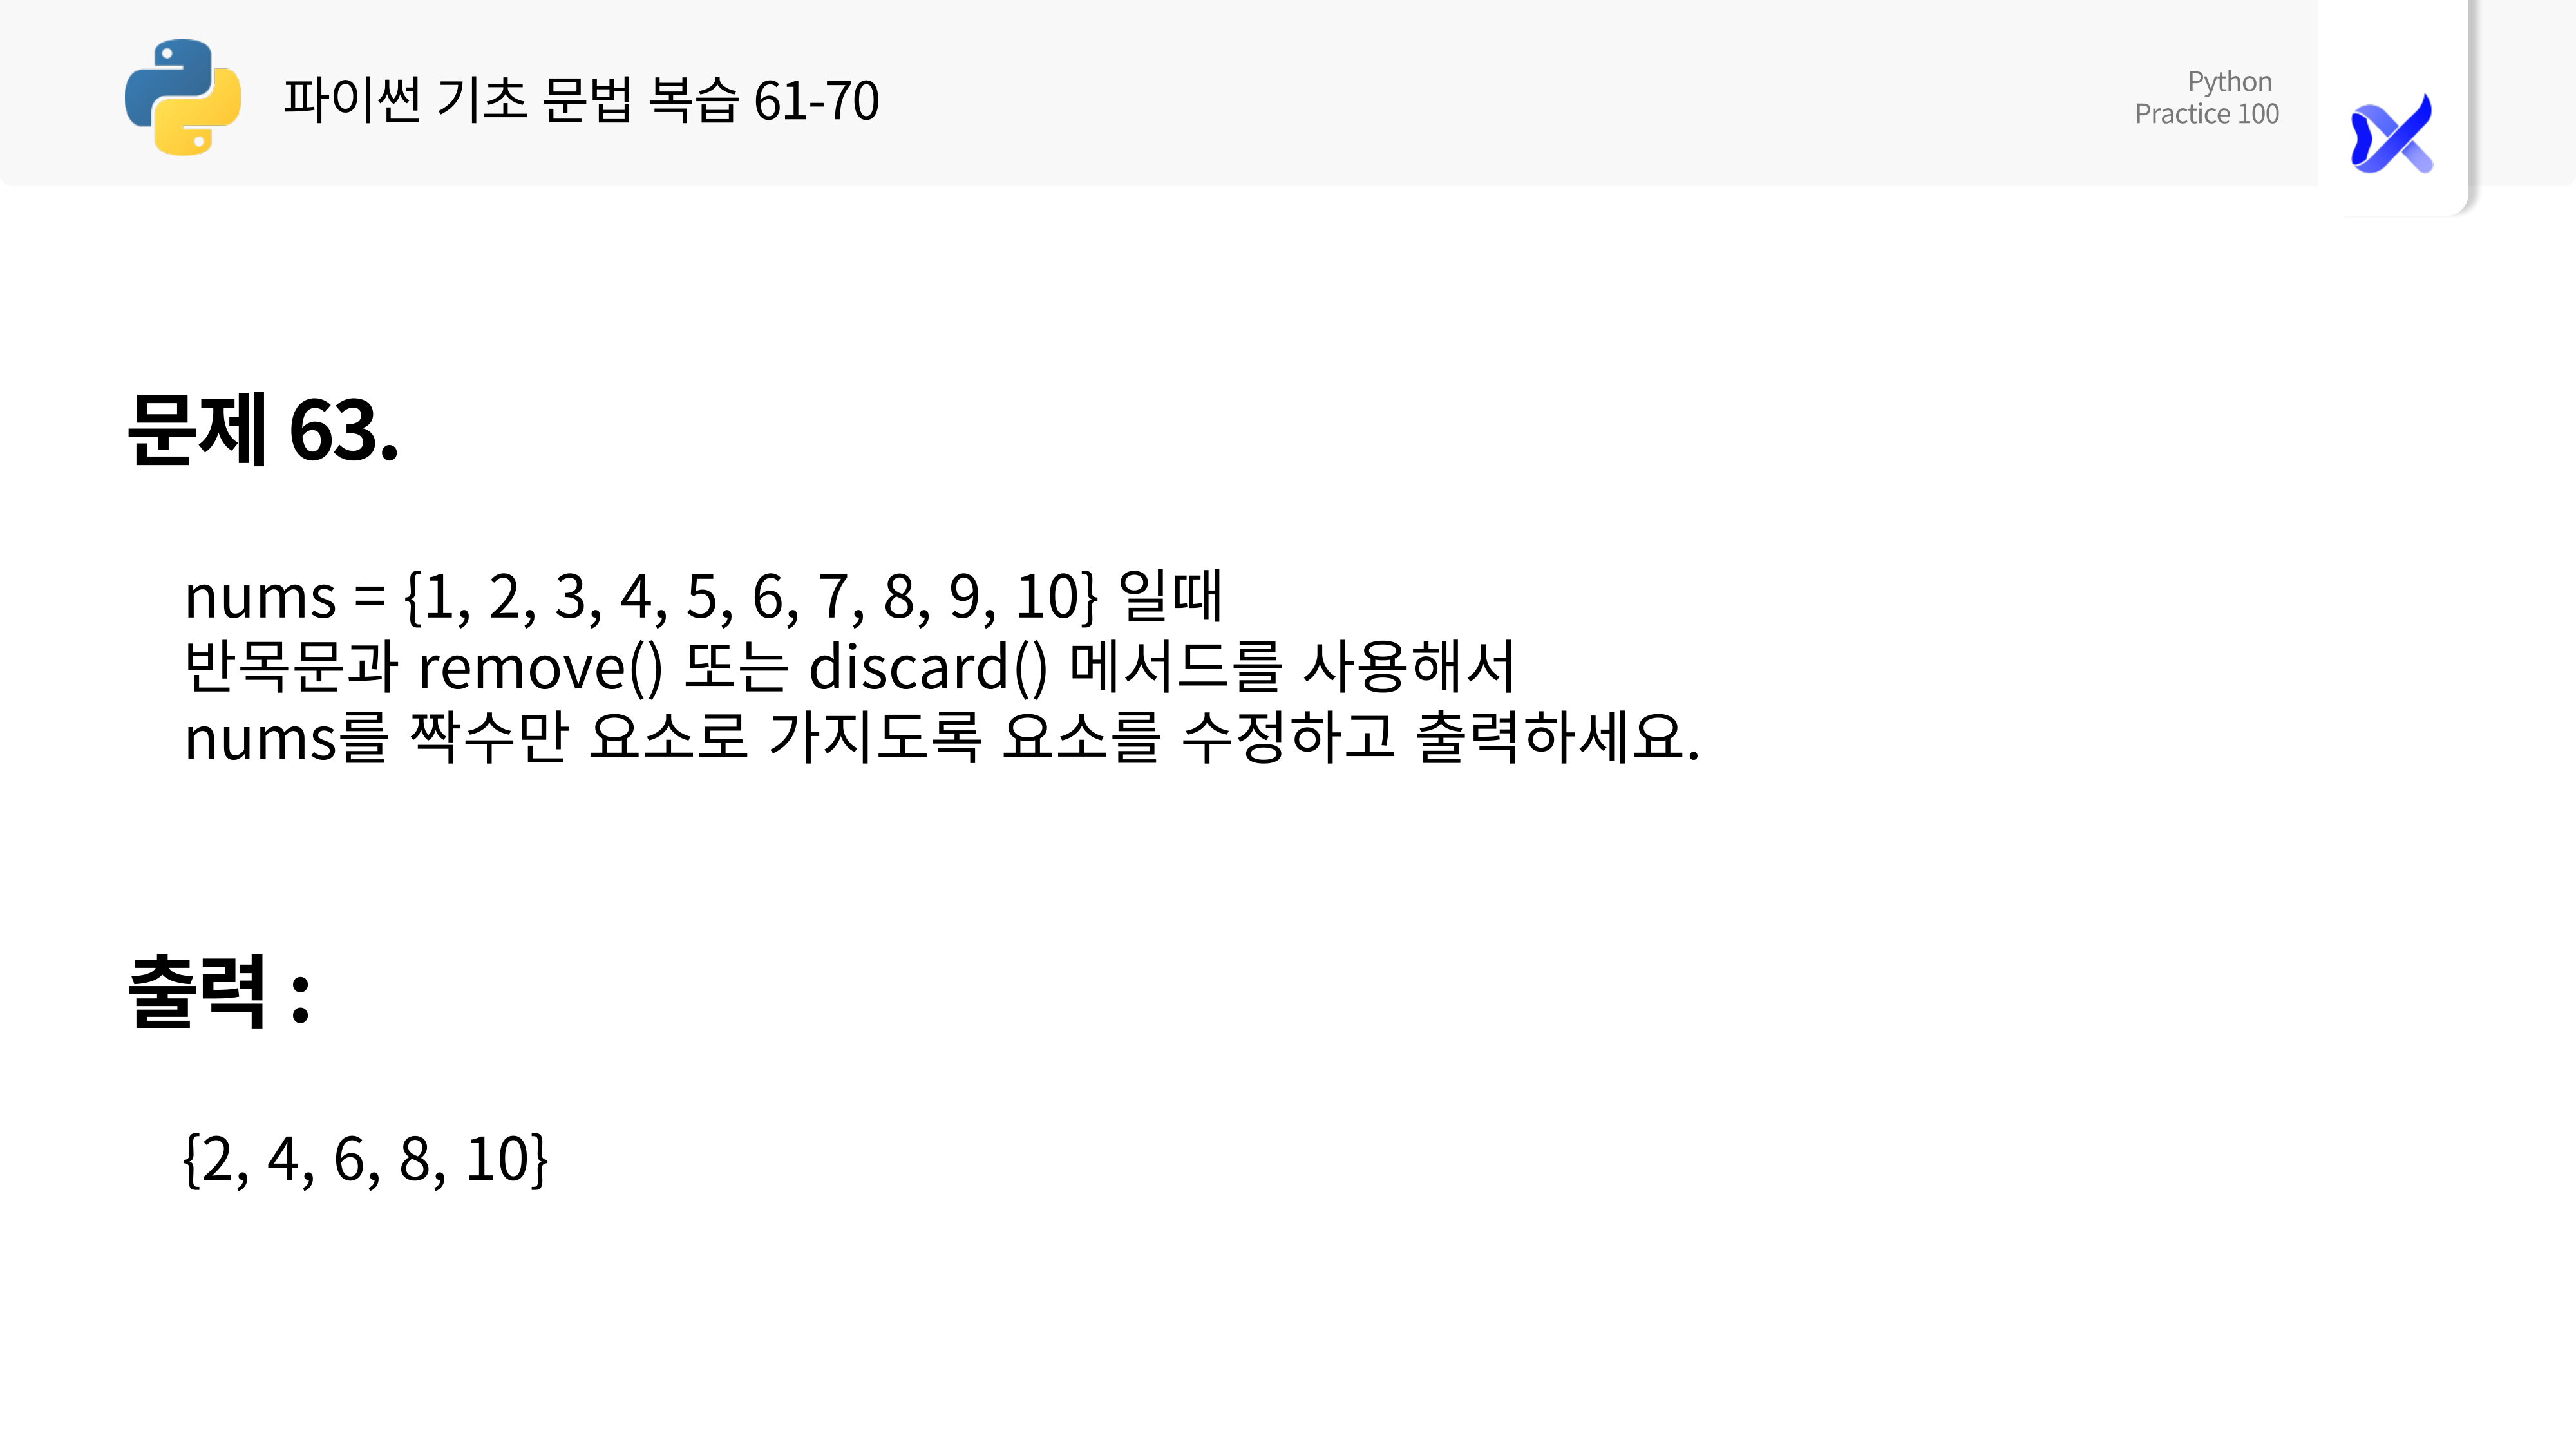 파이썬 기초 문법 복습 61-70
Python
Practice 100
문제 63.
nums = {1, 2, 3, 4, 5, 6, 7, 8, 9, 10} 일때
반목문과 remove() 또는 discard() 메서드를 사용해서
nums를 짝수만 요소로 가지도록 요소를 수정하고 출력하세요.
출력 :
{2, 4, 6, 8, 10}